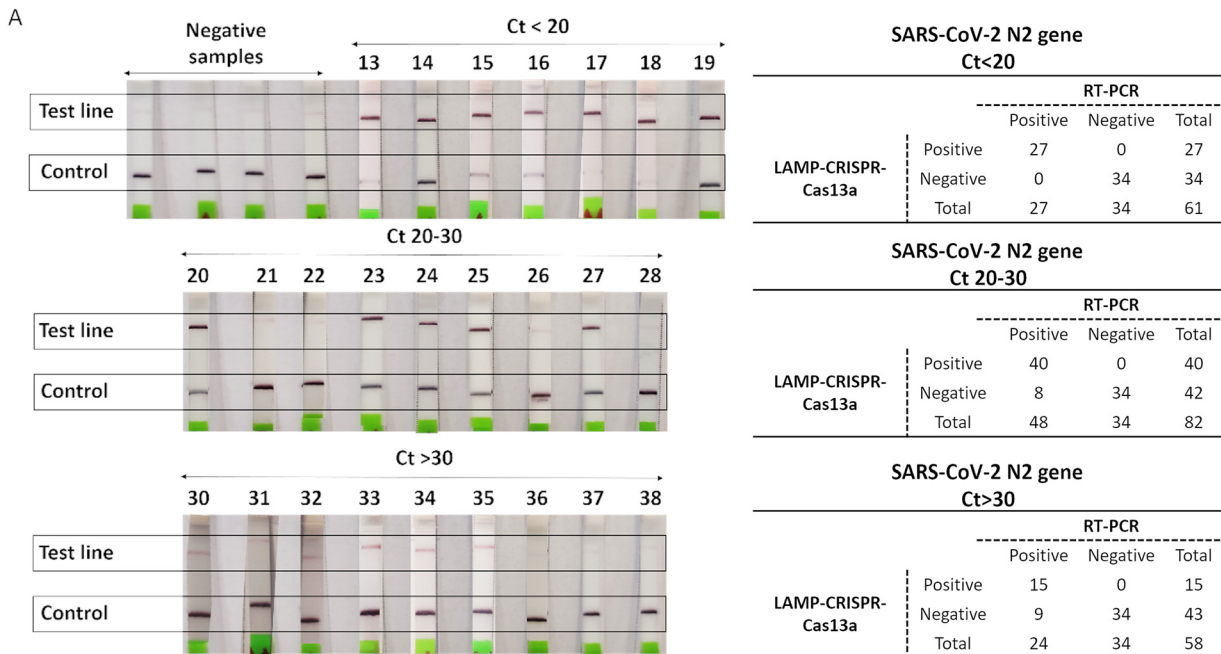 A
Negative
samples
Ct < 20
13 14 15 16 17 18 19
Test line
Control
Ct 20-30
20 21 22 23 24 25 26 27 28
Test line
Control
Ct >30
30 31 32 33 34 35 36 37 38
Test line
Control
SARS-CoV-2 N2 gene
Ct<20
RT-PCR
Positive Negative Total
LAMP-CRISPR-
Cas13a
Positive 27 0 27
Negative 0 34 34
Total 27 34 61
SARS-CoV-2 N2 gene
Ct 20-30
RT-PCR
Positive Negative Total
LAMP-CRISPR-
Cas13a
Positive 40 0 40
Negative 8 34 42
Total 48 34 82
SARS-CoV-2 N2 gene
Ct>30
RT-PCR
Positive Negative Total
LAMP-CRISPR-
Cas13a
Positive 15 0 15
Negative 9 34 43
Total 24 34 58